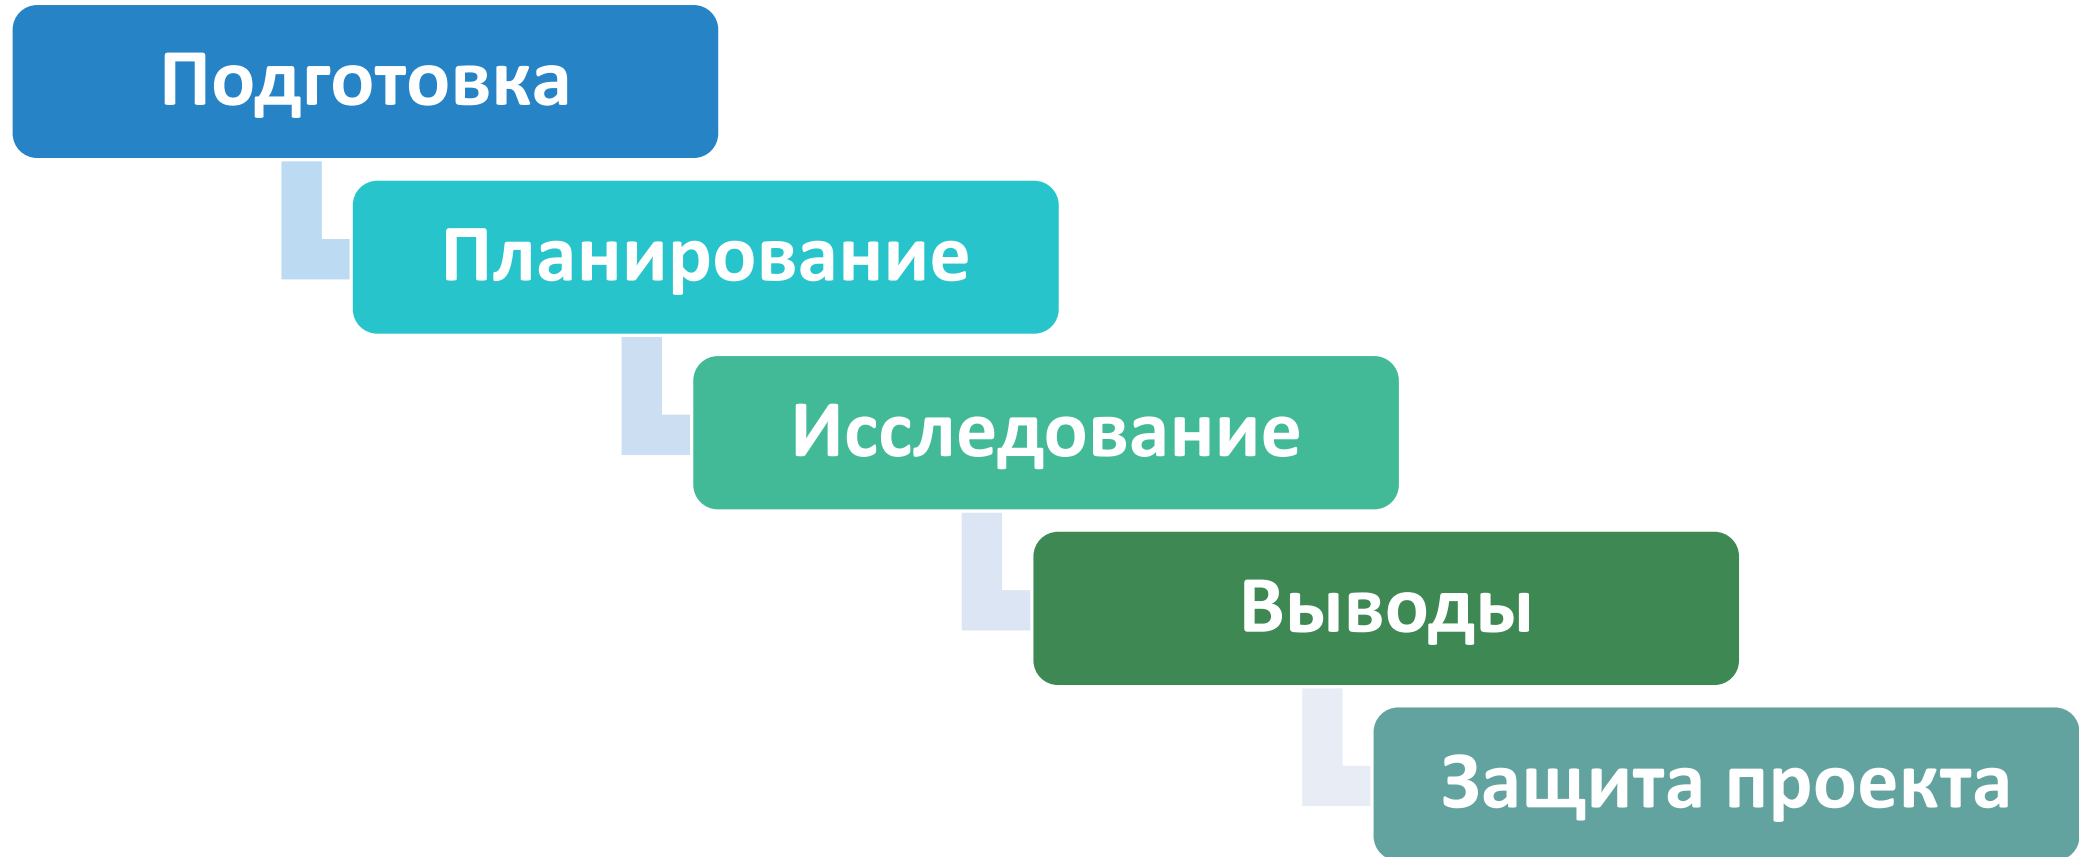 Подготовка
Планирование
Исследование
Выводы
Защита проекта